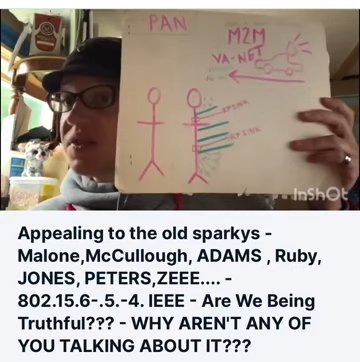 PAN
M2M
VA-NET
InShOt
Appealing to the old sparkys -
Malone,McCullough, ADAMS , Ruby,
JONES, PETERS,ZEEE.... -
802.15.6-.5.-4. IEEE - Are We Being
Truthful??? - WHY AREN'T ANY OF
YOU TALKING ABOUT IT???